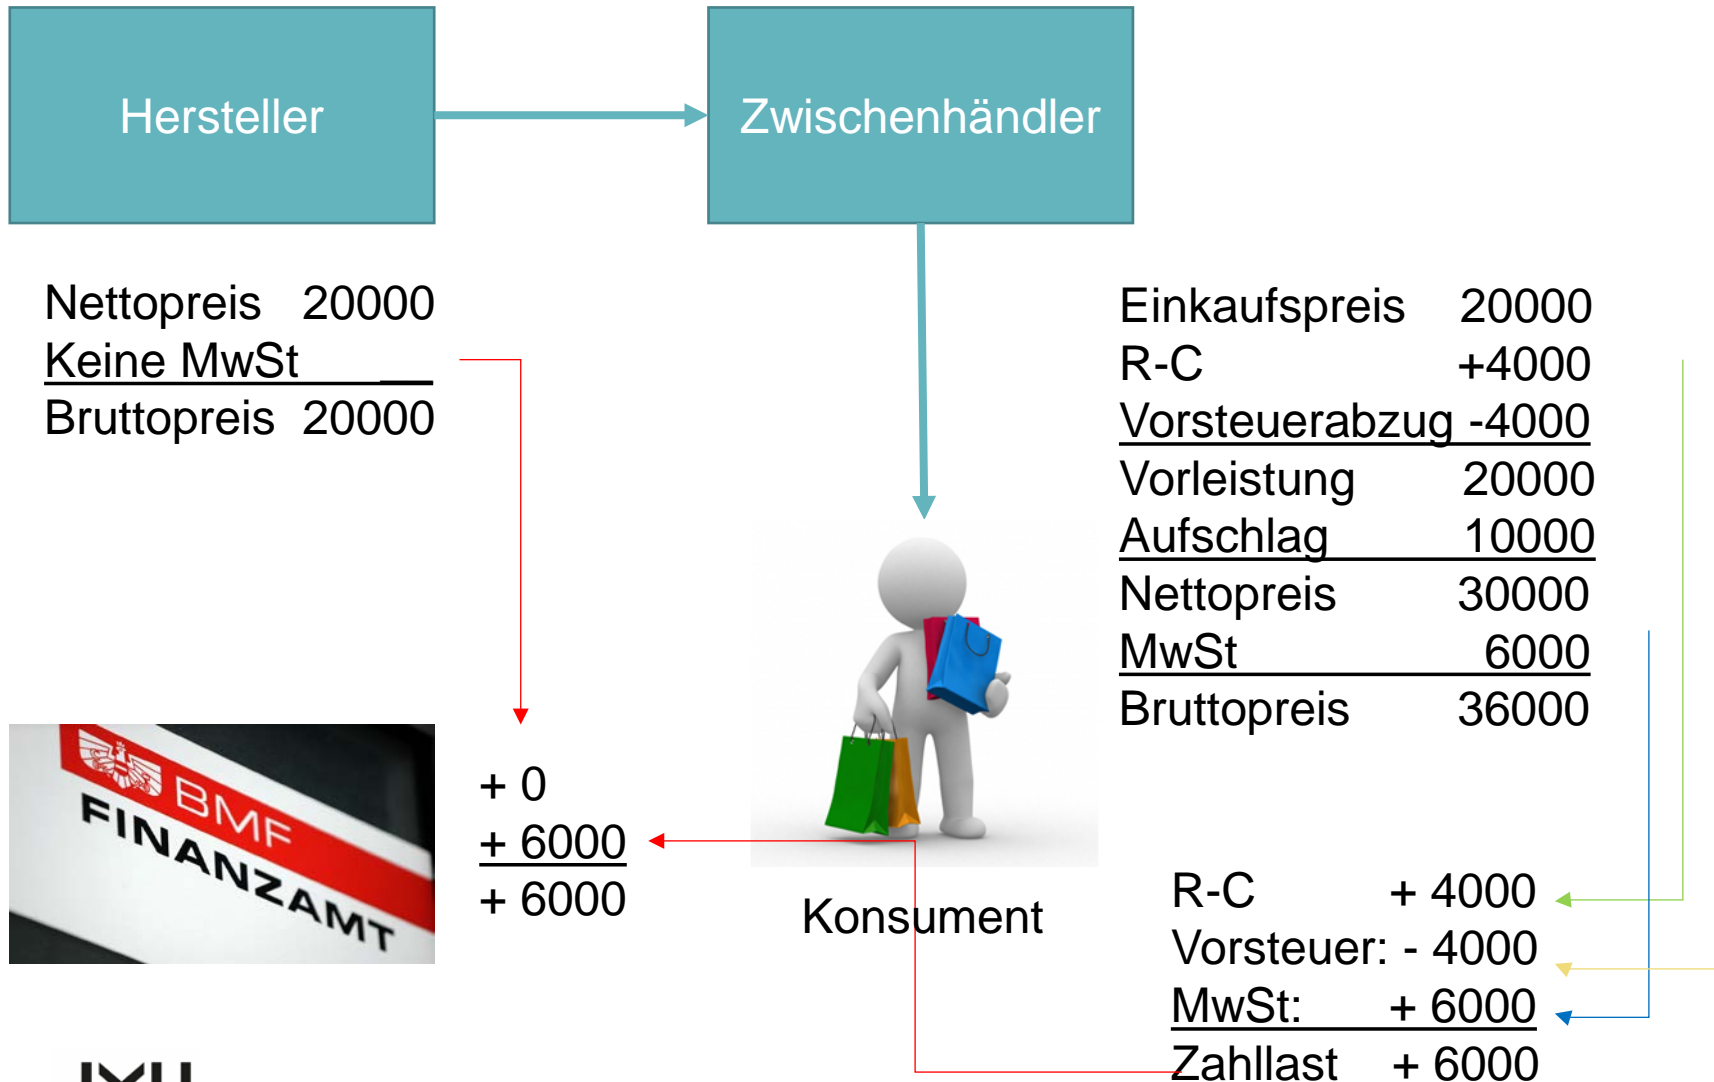 Hersteller
Zwischenhändler
Nettopreis 20000
Keine MwSt
Bruttopreis 20000
Einkaufspreis 20000
R-C +4000
Vorsteuerabzug -4000
Vorleistung 20000
Aufschlag 10000
Nettopreis 30000
MwSt 6000
Bruttopreis 36000
BMF
FINANZAMT
+ 0
+ 6000
+ 6000
Konsument
R-C + 4000
Vorsteuer: - 4000
MwSt: + 6000
Zahllast + 6000